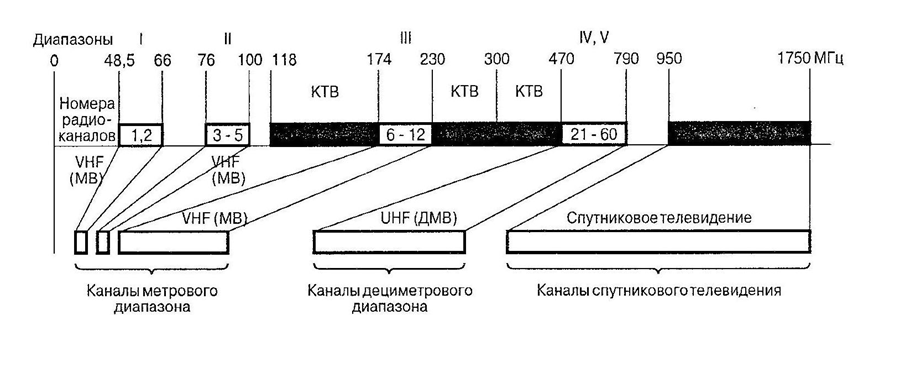 Диапазоны I II III IV, V
0 48,5 66 76 100 118 174 230 300 470 790 950 1750 МГц
Номера
радио-
каналов
КТВ КТВ КТВ
1,2 3 - 5 6 - 12 21 - 60
VHF
(МВ)
VHF
(МВ)
VHF (МВ) UHF (ДМВ) Спутниковое телевидение
Каналы метрового
диапазона
Каналы дециметрового
диапазона
Каналы спутникового телевидения